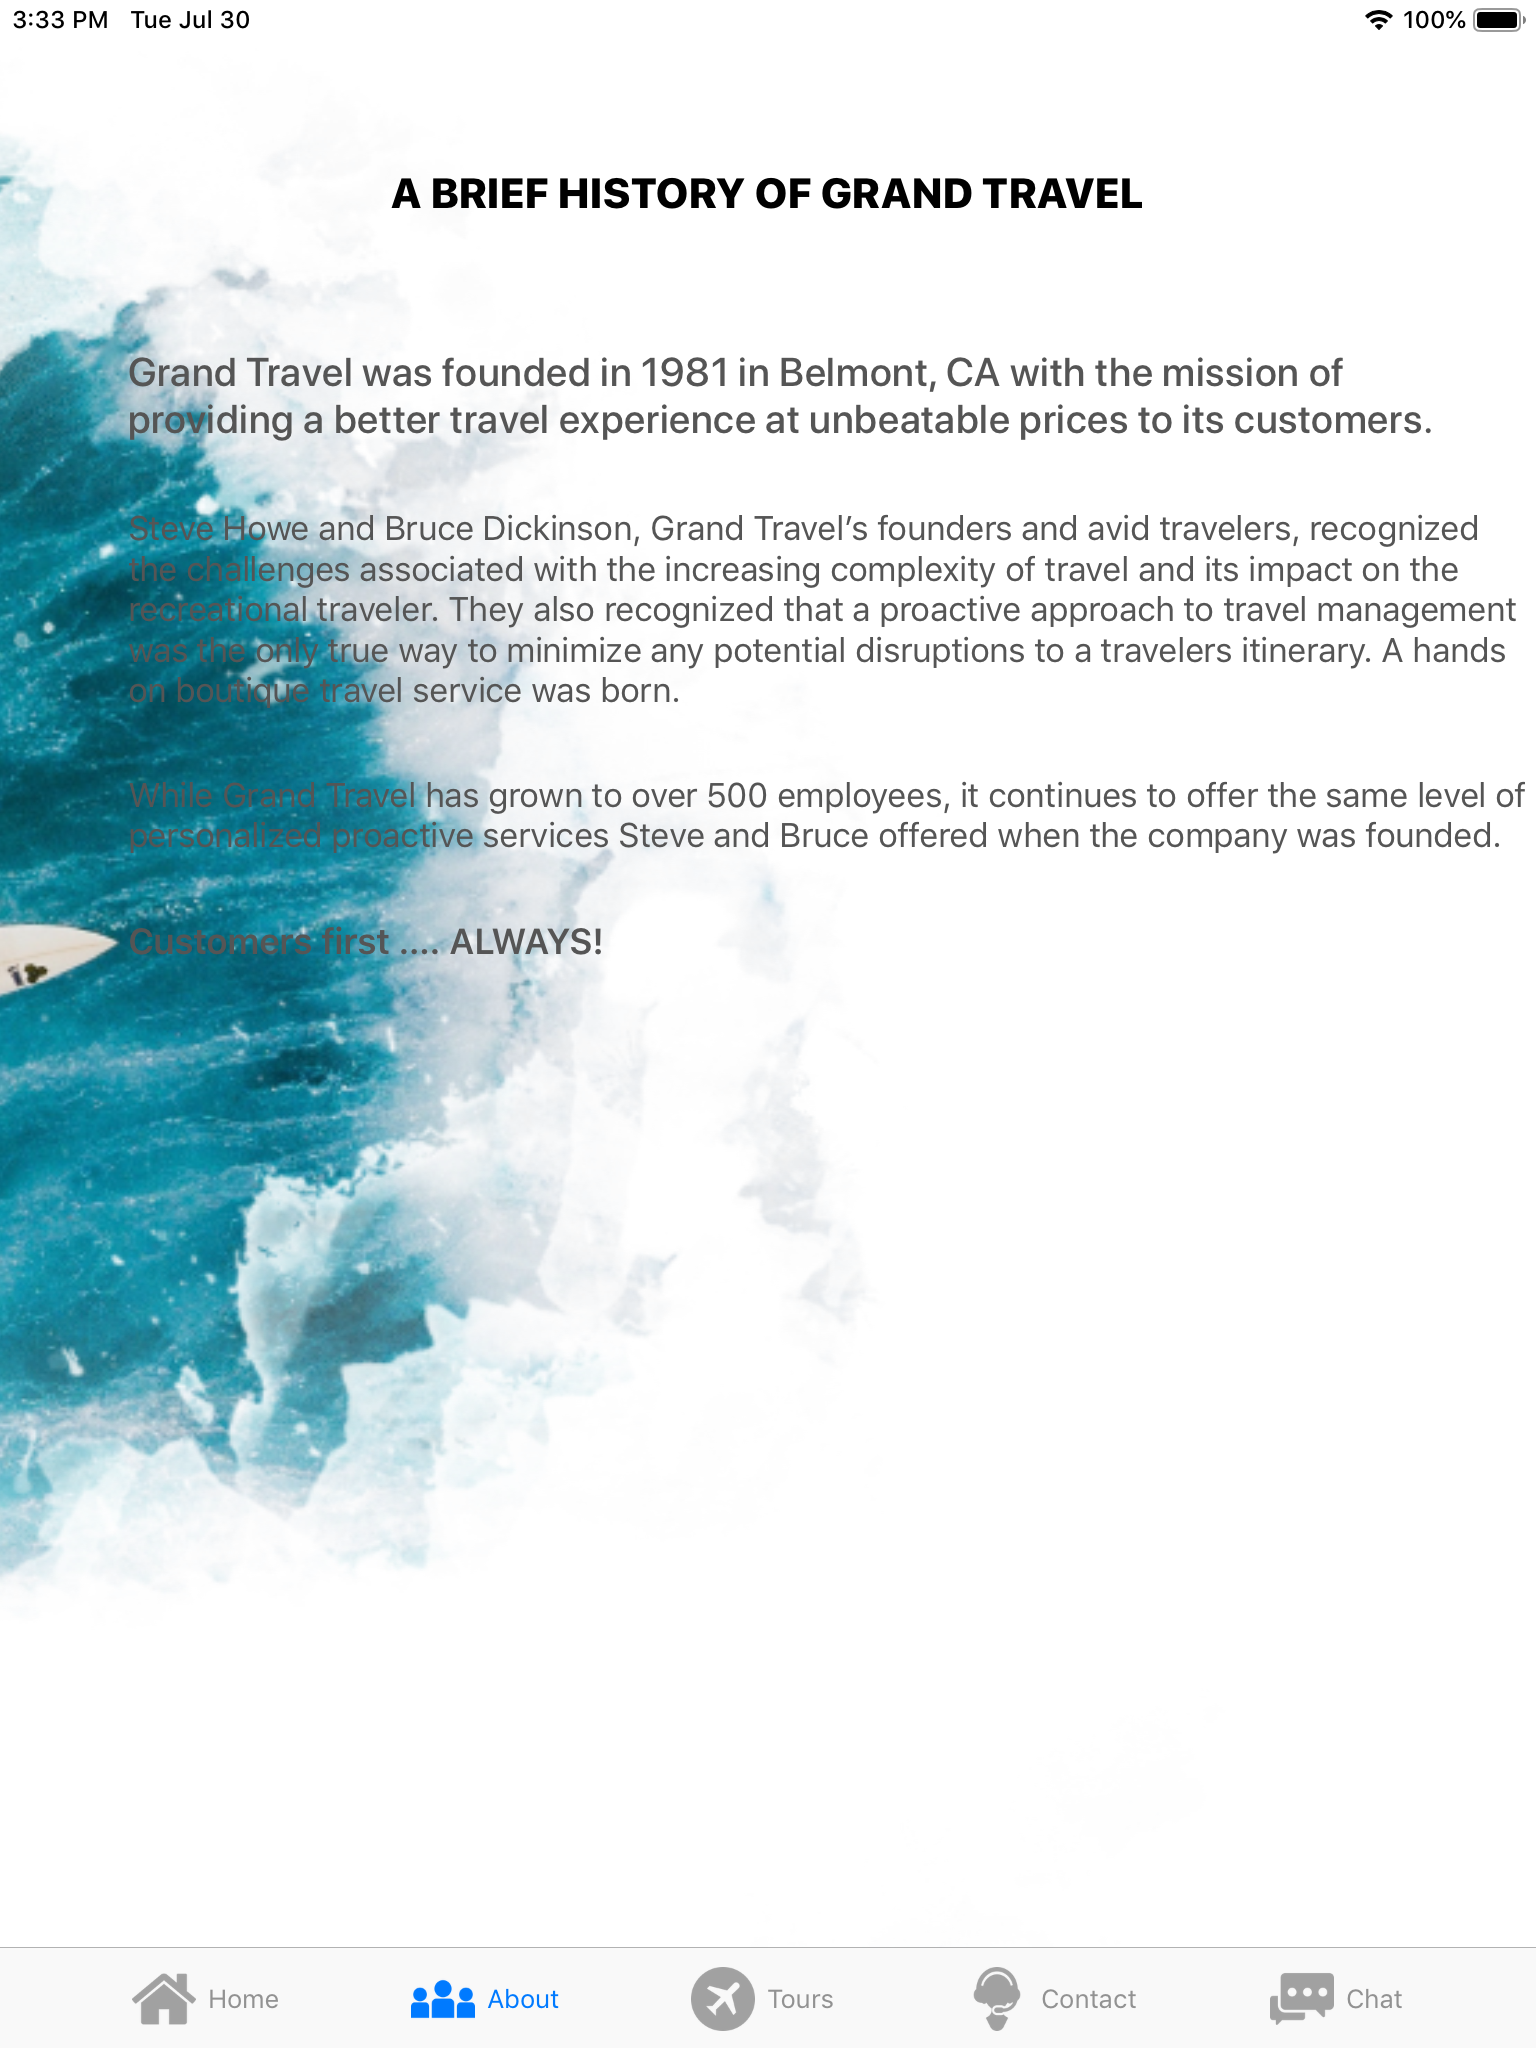 3:33 PM Tue Jul 30 100%
A BRIEF HISTORY OF GRAND TRAVEL
Grand Travel was founded in 1981 in Belmont, CA with the mission of
providing a better travel experience at unbeatable prices to its customers.
Steve Howe and Bruce Dickinson, Grand Travel’s founders and avid travelers, recognized
the challenges associated with the increasing complexity of travel and its impact on the
recreational traveler. They also recognized that a proactive approach to travel management
was the only true way to minimize any potential disruptions to a travelers itinerary. A hands
on boutique travel service was born.
While Grand Travel has grown to over 500 employees, it continues to offer the same level of
personalized proactive services Steve and Bruce offered when the company was founded.
Customers first .... ALWAYS!
Home About Tours Contact Chat